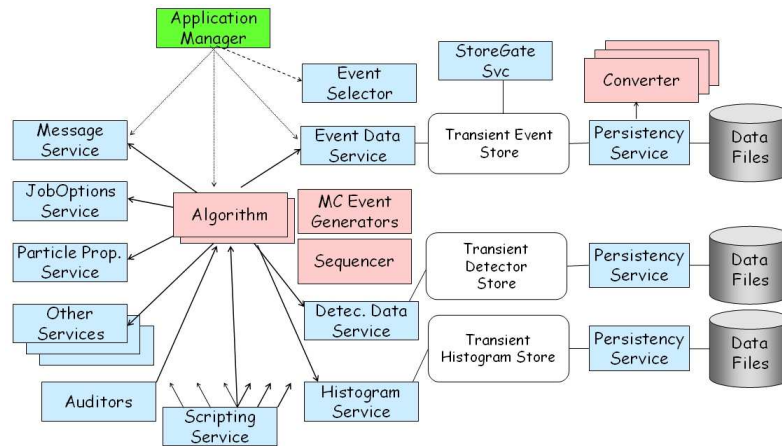 Application
Manager
StoreGate
Svc
Converter
Event
Selector
Message
Service
Event Data
Service
Transient Event
Store
Persistency
Service
Data
Files
JobOptions
Service
Algorithm
MC Event
Generators
Particle Prop.
Service
Sequencer
Transient
Detector
Store
Persistency
Service
Data
Files
Other
Services
Detec. Data
Service
Transient
Histogram Store
Persistency
Service
Data
Files
Auditors
Scripting
Service
Histogram
Service